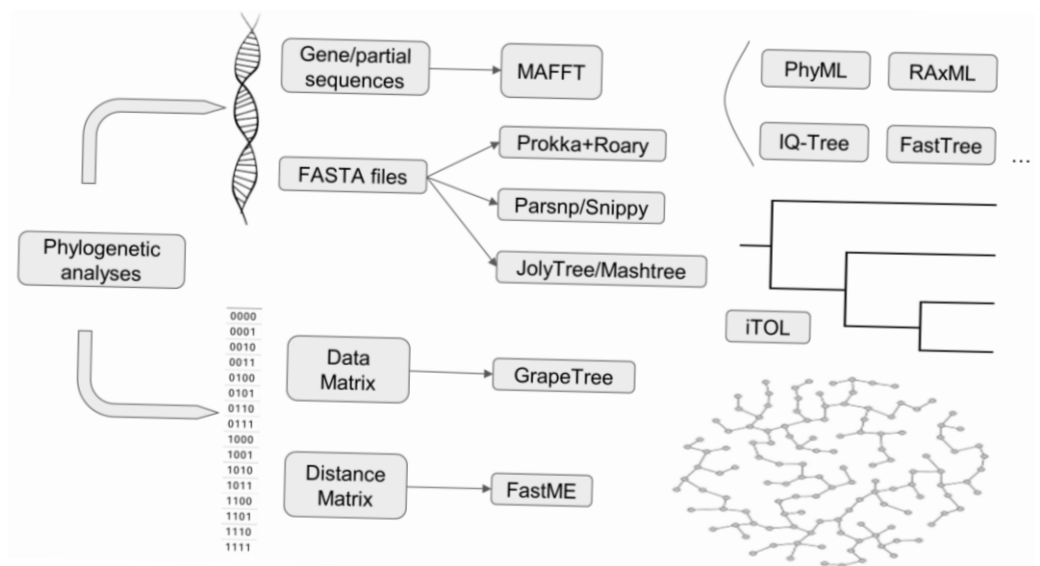 Phylogenetic
analyses
Gene/partial
sequences
MAFFT
FASTA files
Prokka+Roary
Parsnp/Snippy
JolyTree/Mashtree
PhyML
RAxML
IQ-Tree
FastTree
...
iTOL
0000
0001
0010
0011
0100
0101
0110
0111
1000
1001
1010
1011
1100
1101
1110
1111
Data
Matrix
GrapeTree
Distance
Matrix
FastME